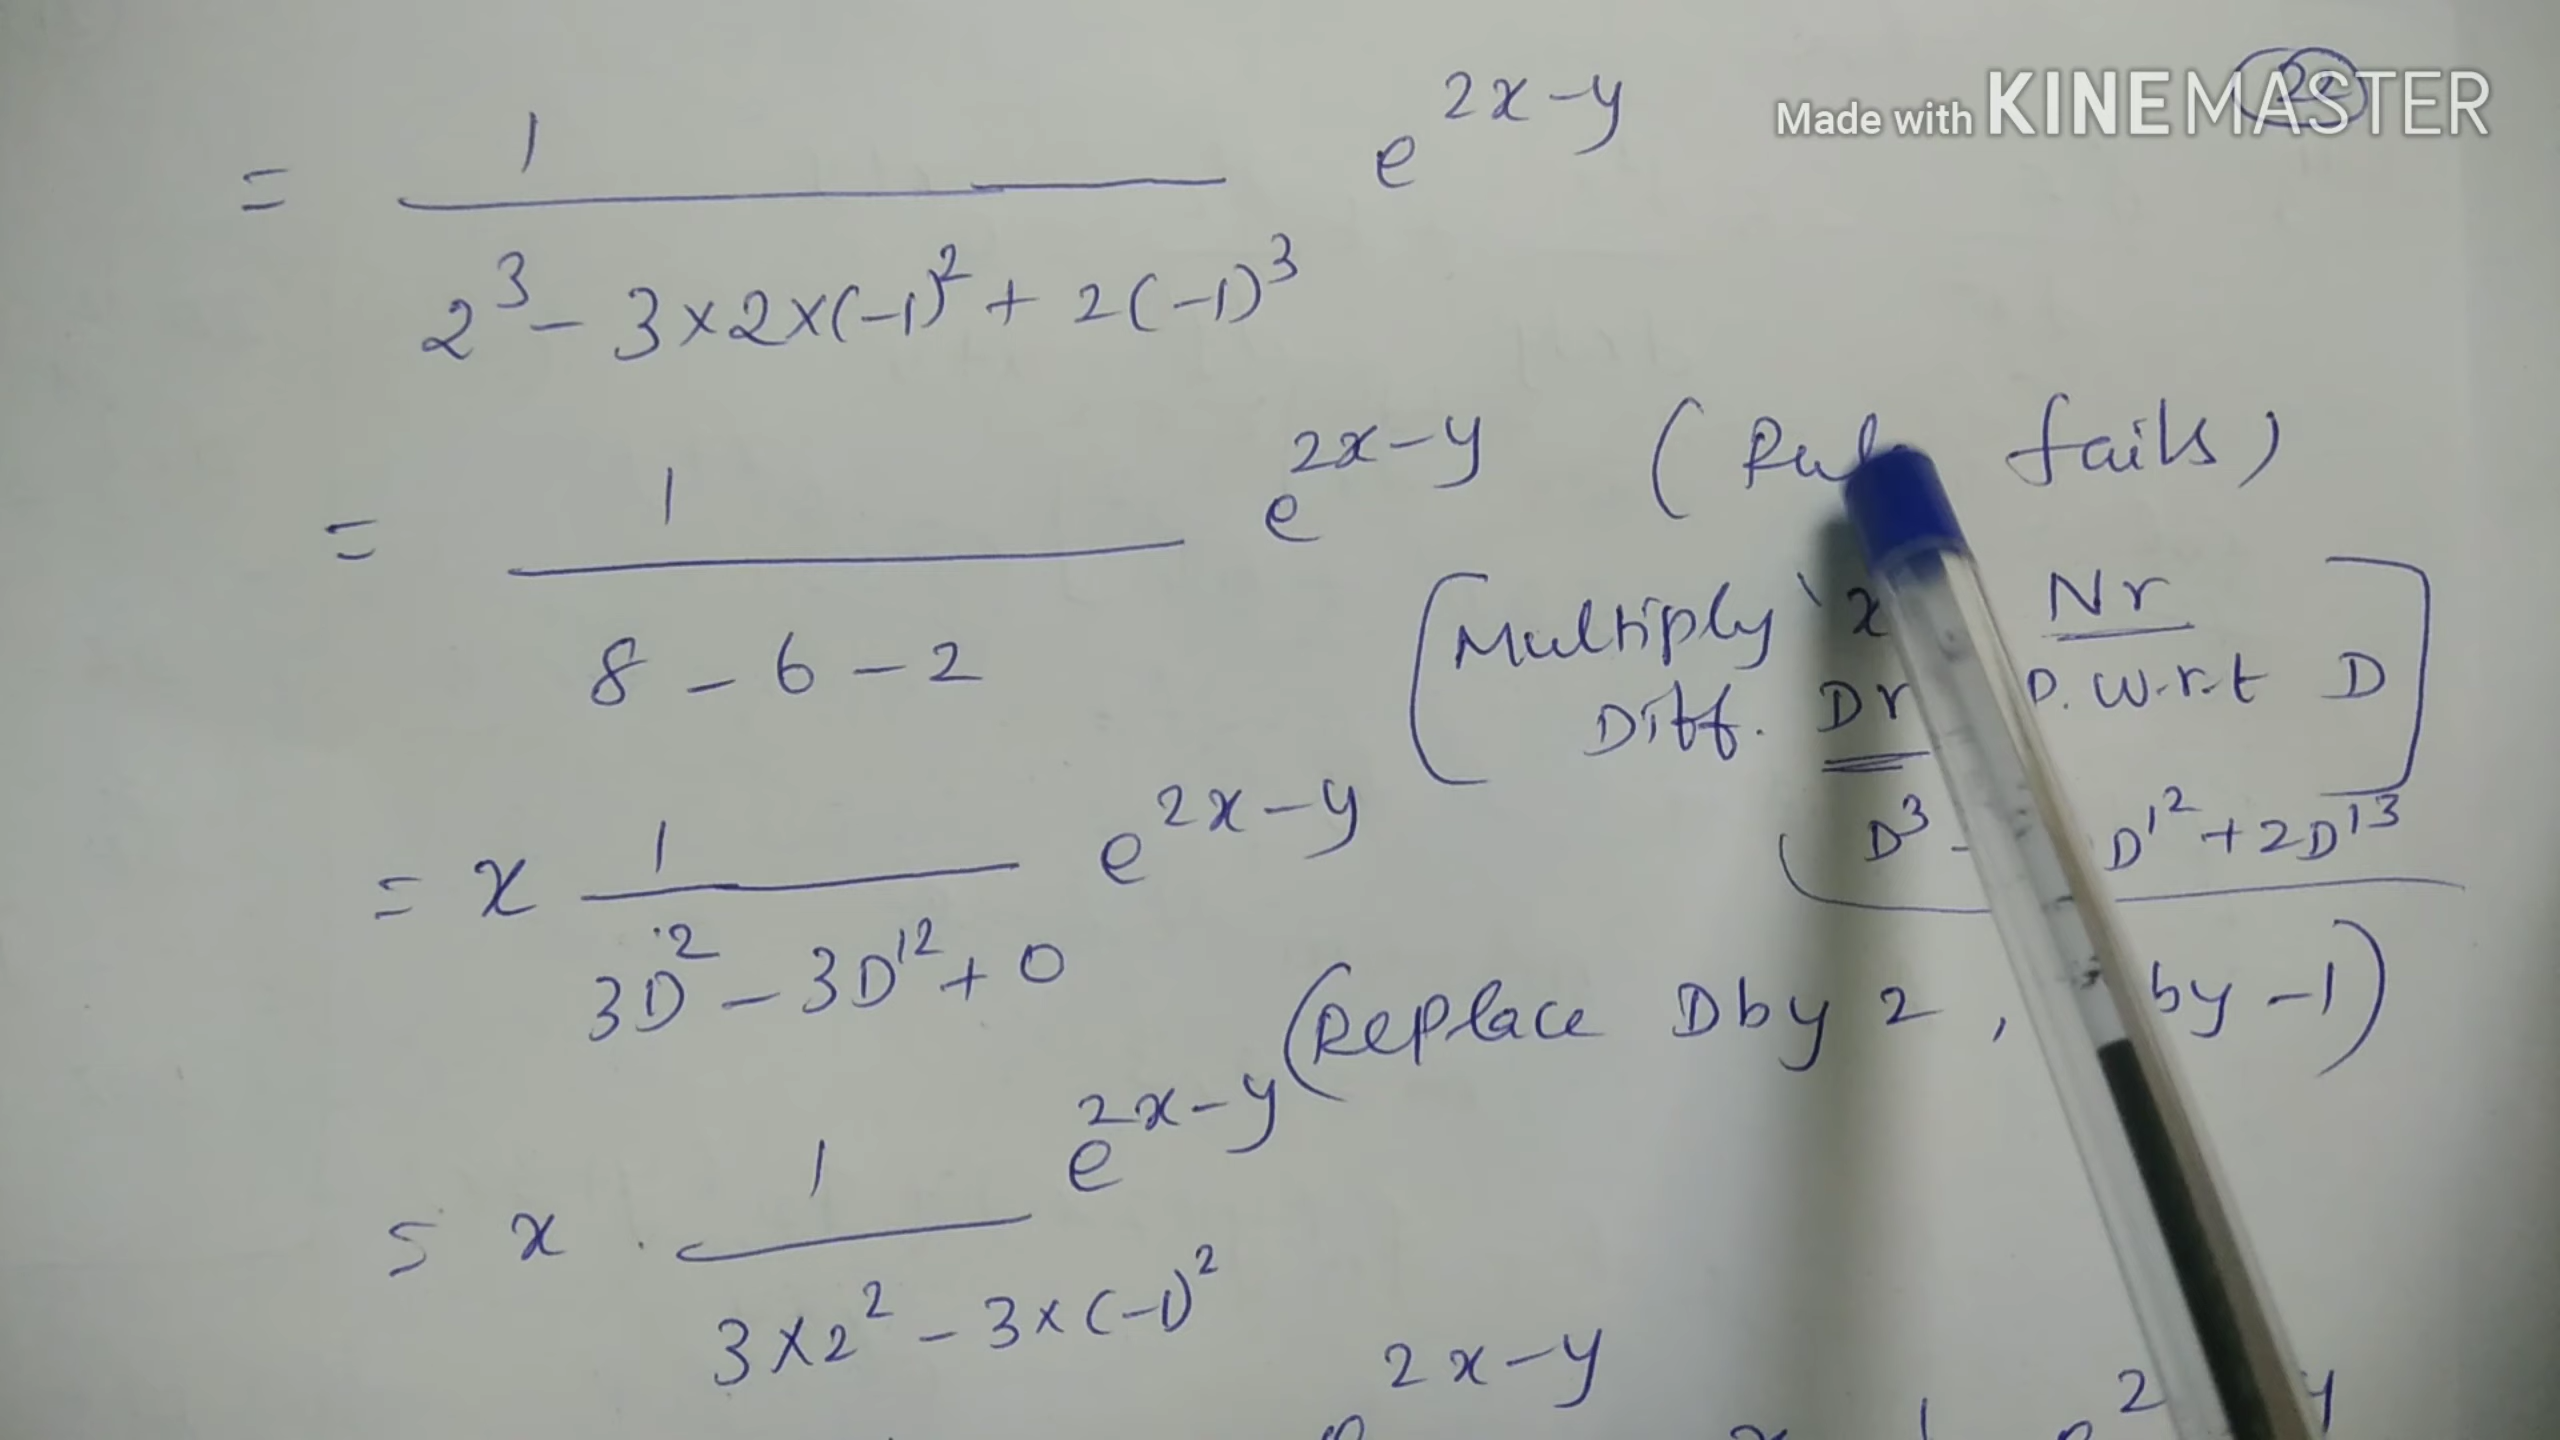 Made with KINEMASTER
22
= 1 / (2³ - 3×2×(-1)² + 2(-1)³) e^(2x-y)
= 1 / (8 - 6 - 2) e^(2x-y) ( fails)
[Multiply 'x Nr
Diff. Dr D. w.r.t D]
D³ - D'² + 2D'³
= x 1 / (3D² - 3D'² + 0) e^(2x-y)
(Replace D by 2, by -1)
= x . 1 / (3×2² - 3×(-1)²) e^(2x-y)
2x-y